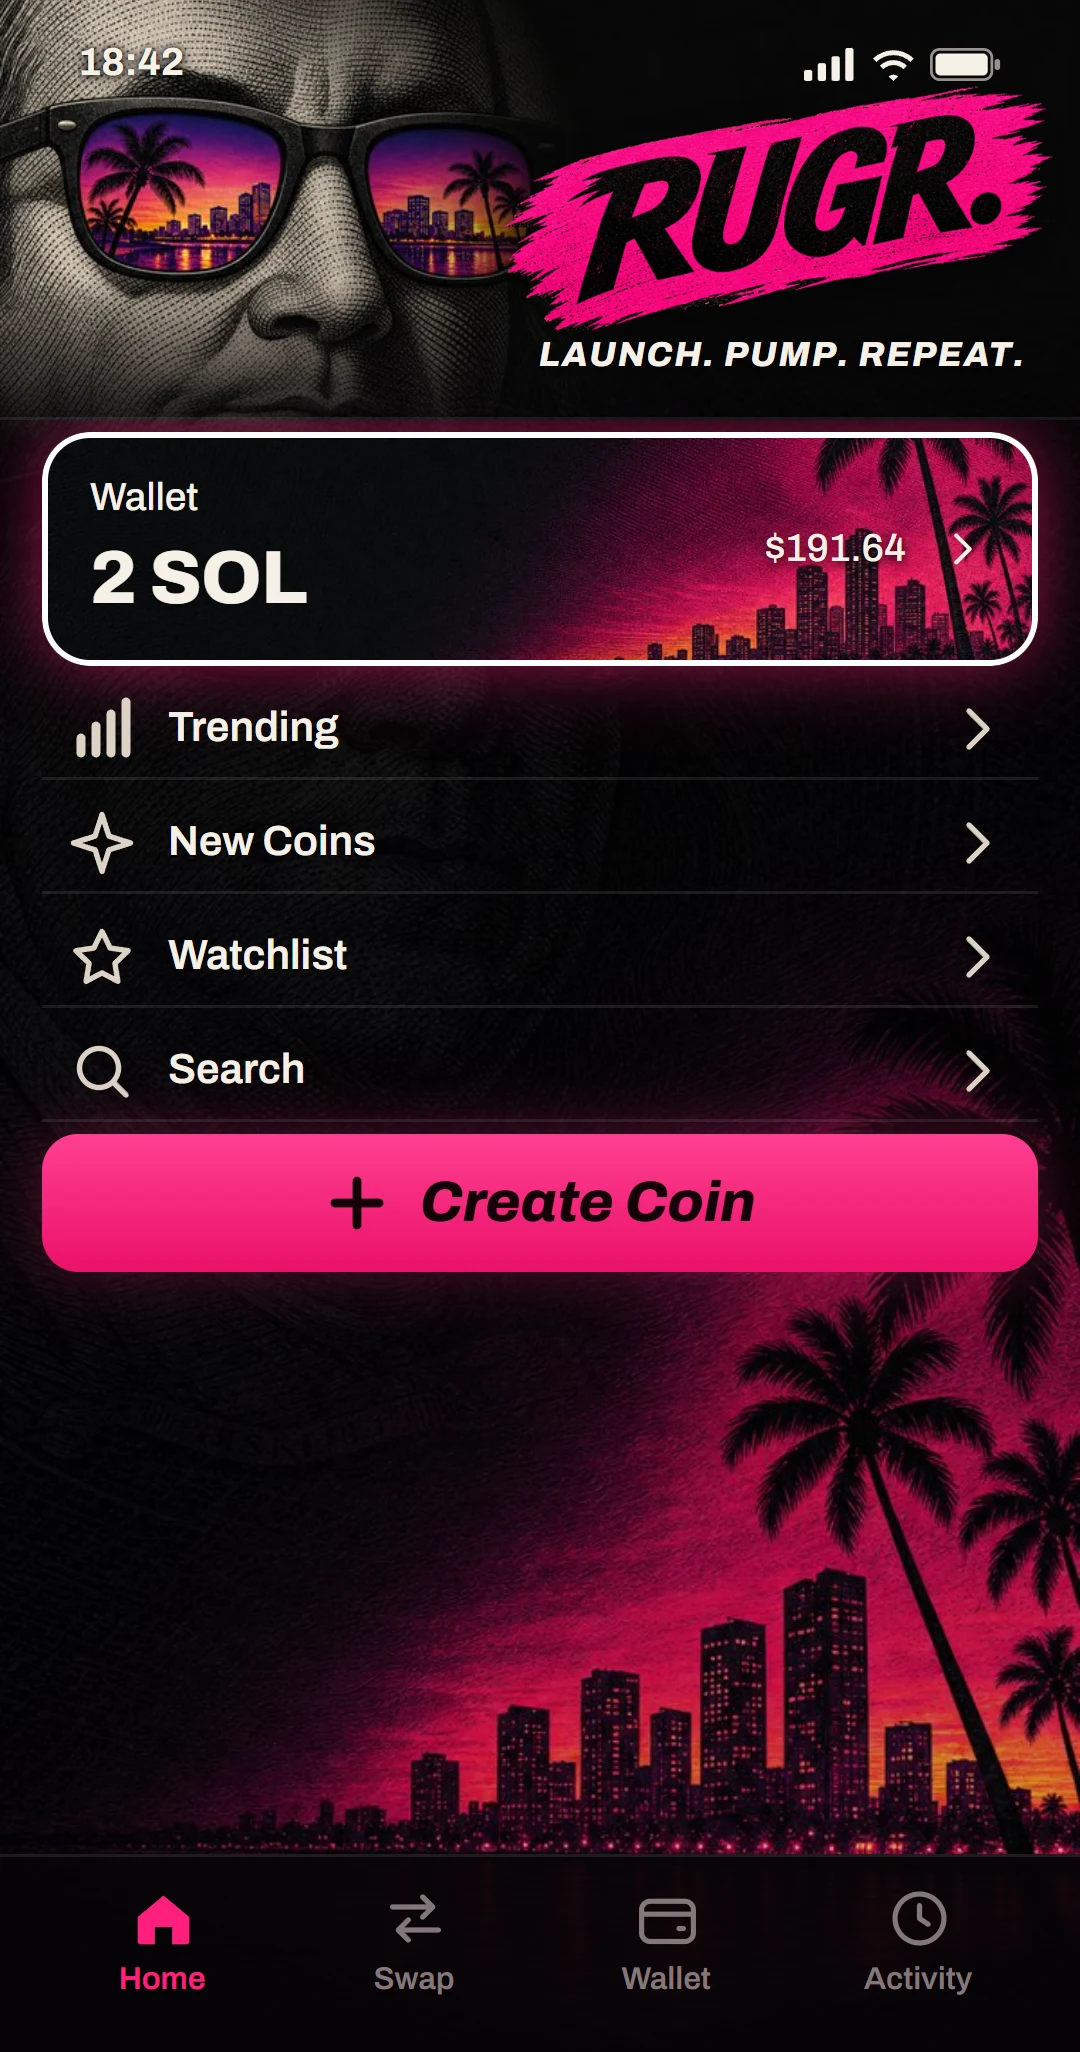 18:42
RUGR.
LAUNCH. PUMP. REPEAT.
Wallet
2 SOL
$191.64
Trending
New Coins
Watchlist
Search
Create Coin
Home
Swap
Wallet
Activity